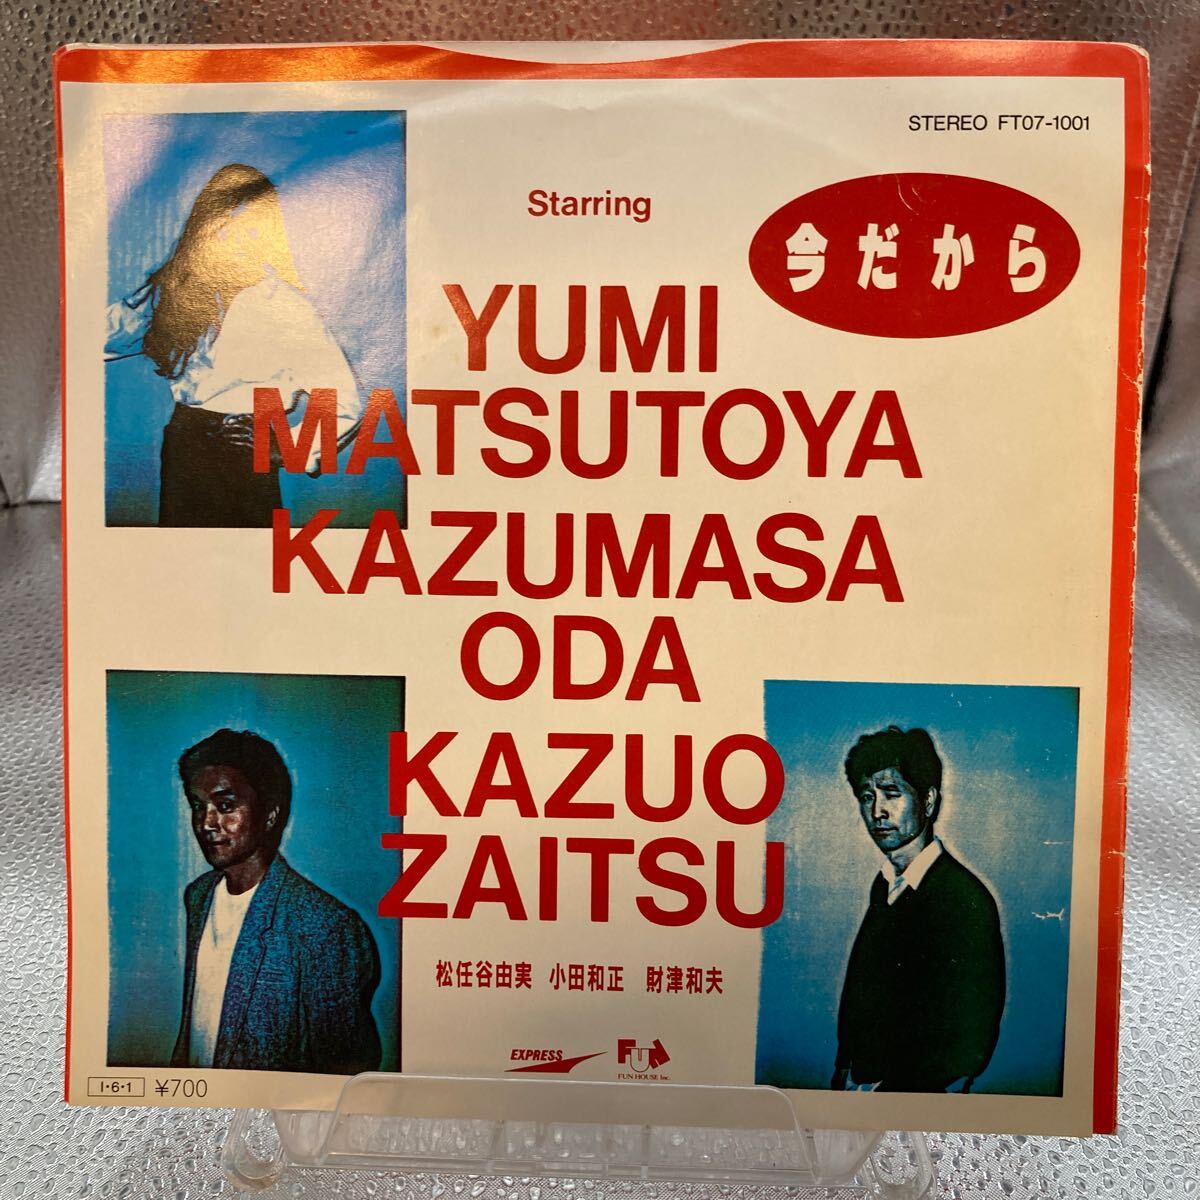 STEREO FT07-1001
Starring
今だから
YUMI
MATSUTOYA
KAZUMASA
ODA
KAZUO
ZAITSU
松任谷由実 小田和正 財津和夫
EXPRESS
FUN
FUN HOUSE Inc.
I・6・1 ¥700